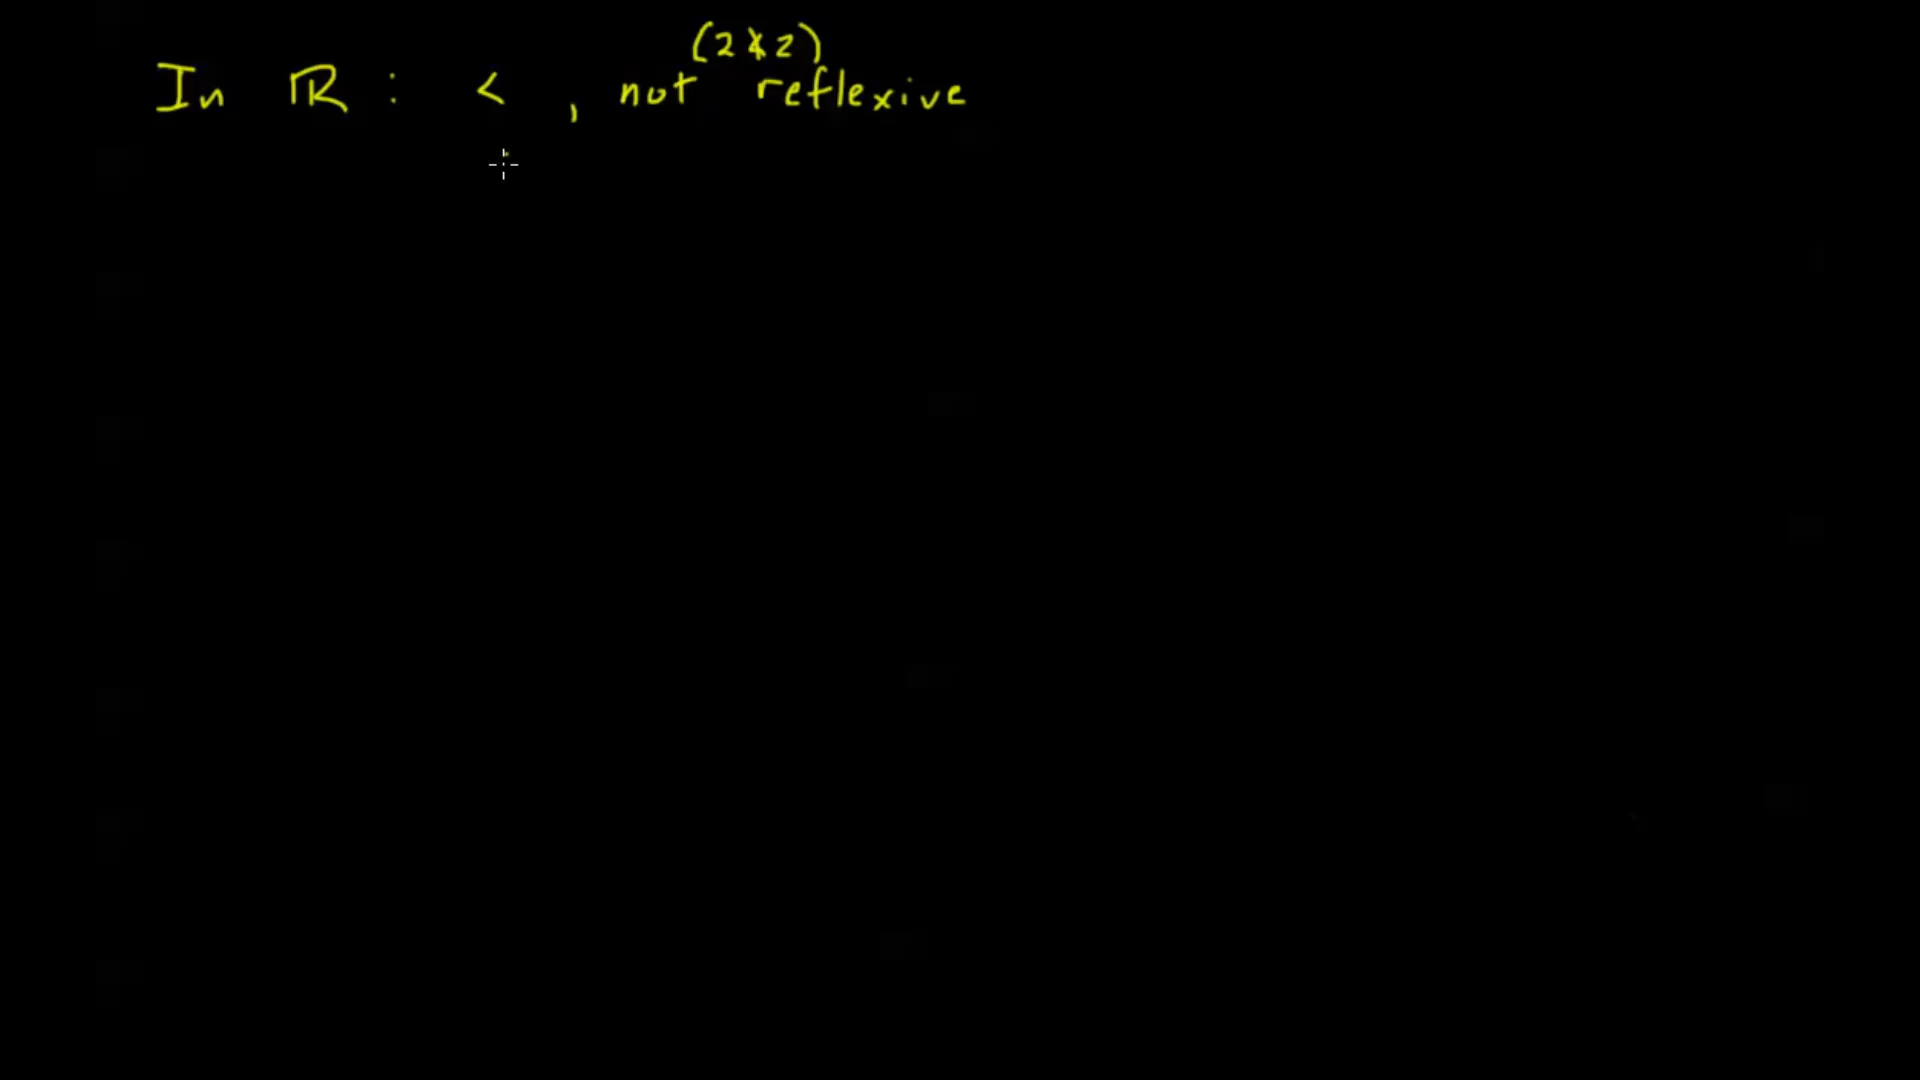 (2 ≮ 2)
In ℝ : < , not reflexive